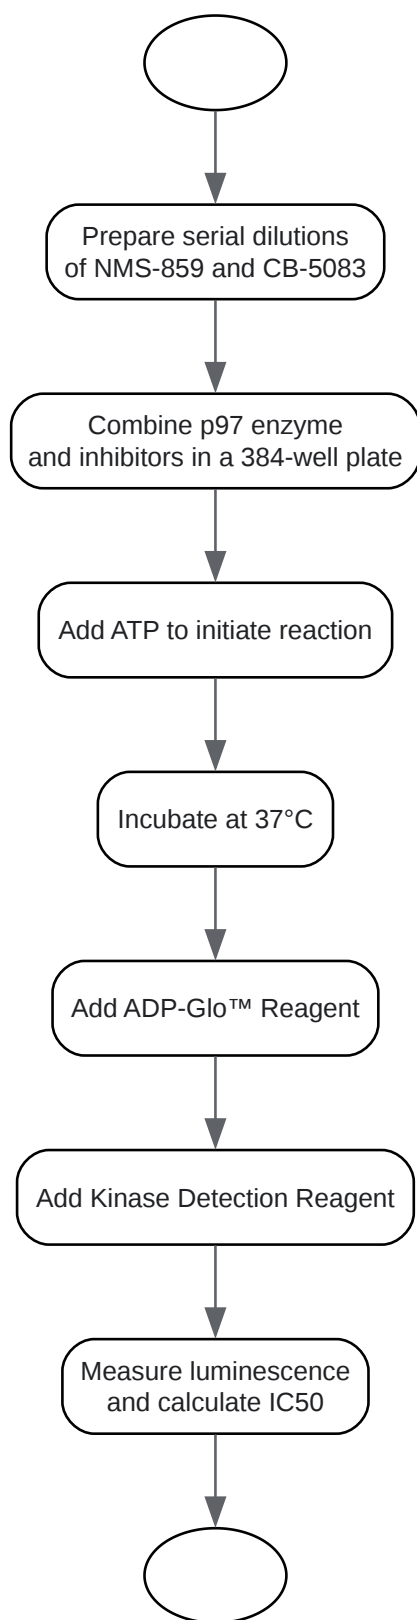 Prepare serial dilutions
of NMS-859 and CB-5083
Combine p97 enzyme
and inhibitors in a 384-well plate
Add ATP to initiate reaction
Incubate at 37°C
Add ADP-Glo™ Reagent
Add Kinase Detection Reagent
Measure luminescence
and calculate IC50